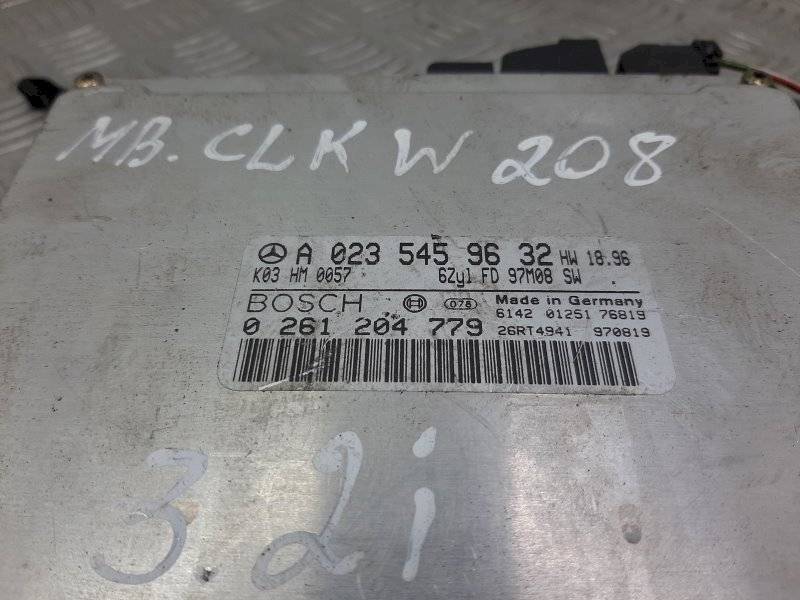 MB. CLK W 208
A 023 545 96 32 HW 18.96
K03 HM 0057 6Zyl FD 97M08 SW
BOSCH 075 Made in Germany
6142 01251 76819
0 261 204 779 26RT4941 970819
3.2i